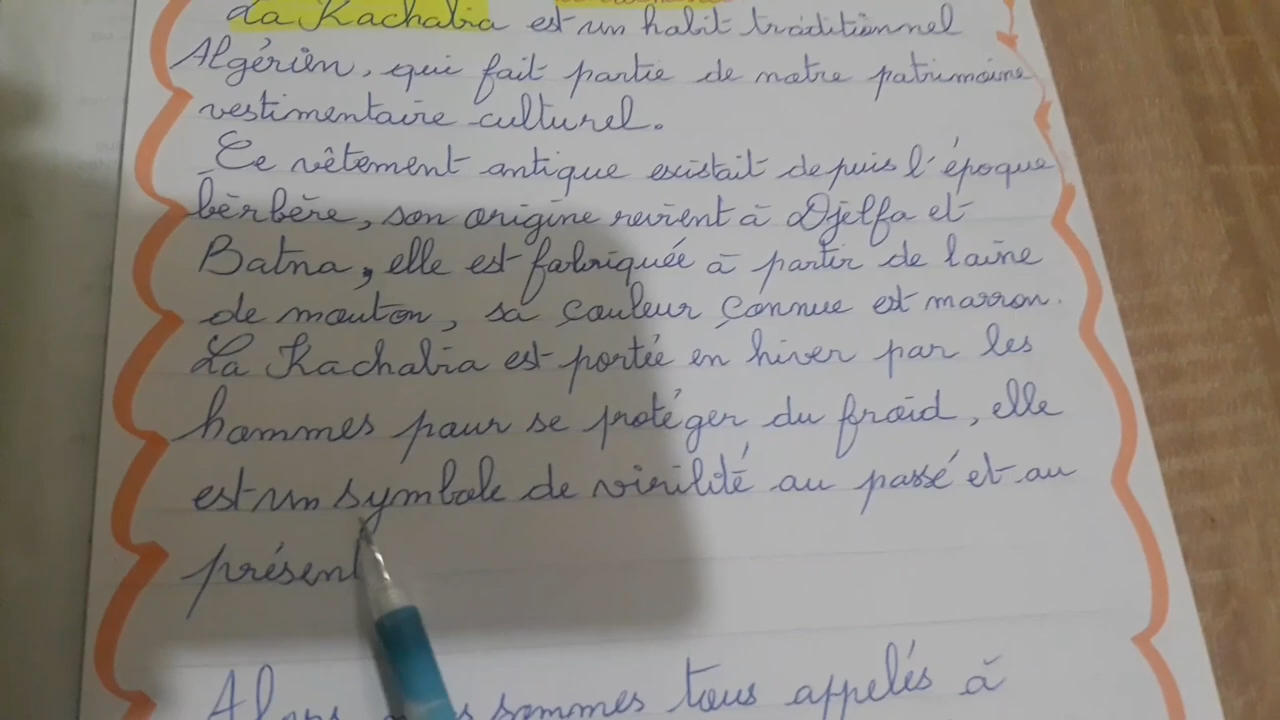 La Kachabia est un habit traditionnel
Algérien, qui fait partie de notre patrimoine
vestimentaire culturel.
Ce vêtement antique existait depuis l'époque
bèrbère, son origine revient à Djelfa et
Batna, elle est fabriquée à partir de laine
de mouton, sa çouleur çonnue est marron.
La Kachabia est portée en hiver par les
hommes pour se protéger du froid, elle
est un symbole de virilité au passé et au
présent
sommes tous appelés à